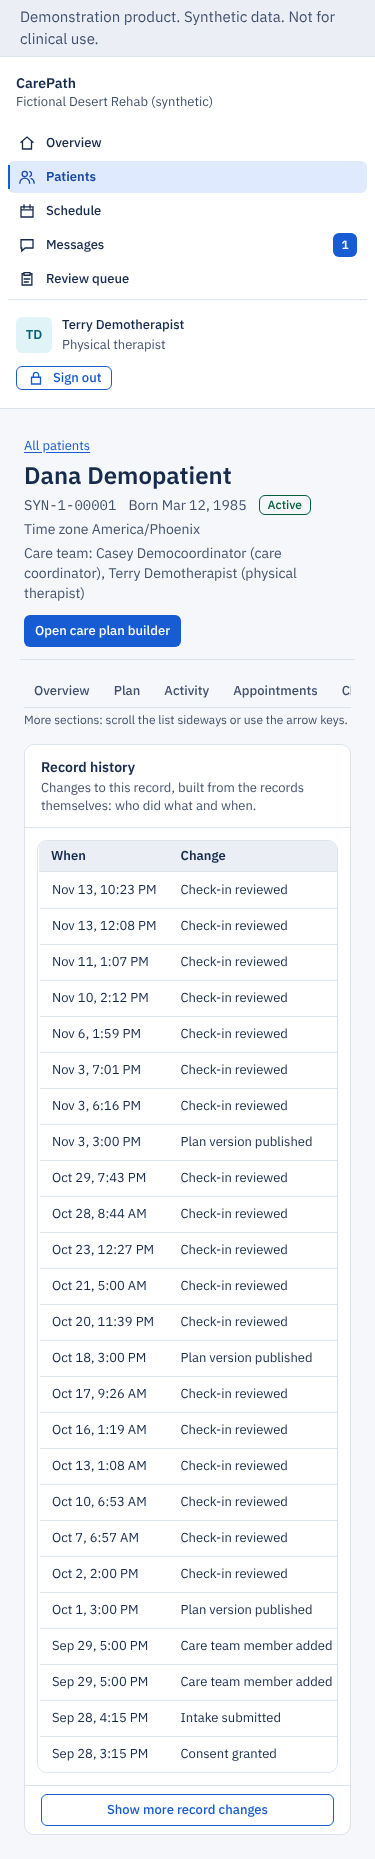 Demonstration product. Synthetic data. Not for
clinical use.
CarePath
Fictional Desert Rehab (synthetic)
Overview
Patients
Schedule
Messages 1
Review queue
TD
Terry Demotherapist
Physical therapist
Sign out
All patients
Dana Demopatient
SYN-1-00001 Born Mar 12, 1985 Active
Time zone America/Phoenix
Care team: Casey Democoordinator (care
coordinator), Terry Demotherapist (physical
therapist)
Open care plan builder
Overview Plan Activity Appointments
More sections: scroll the list sideways or use the arrow keys.
Record history
Changes to this record, built from the records
themselves: who did what and when.
When Change
Nov 13, 10:23 PM Check-in reviewed
Nov 13, 12:08 PM Check-in reviewed
Nov 11, 1:07 PM Check-in reviewed
Nov 10, 2:12 PM Check-in reviewed
Nov 6, 1:59 PM Check-in reviewed
Nov 3, 7:01 PM Check-in reviewed
Nov 3, 6:16 PM Check-in reviewed
Nov 3, 3:00 PM Plan version published
Oct 29, 7:43 PM Check-in reviewed
Oct 28, 8:44 AM Check-in reviewed
Oct 23, 12:27 PM Check-in reviewed
Oct 21, 5:00 AM Check-in reviewed
Oct 20, 11:39 PM Check-in reviewed
Oct 18, 3:00 PM Plan version published
Oct 17, 9:26 AM Check-in reviewed
Oct 16, 1:19 AM Check-in reviewed
Oct 13, 1:08 AM Check-in reviewed
Oct 10, 6:53 AM Check-in reviewed
Oct 7, 6:57 AM Check-in reviewed
Oct 2, 2:00 PM Check-in reviewed
Oct 1, 3:00 PM Plan version published
Sep 29, 5:00 PM Care team member added
Sep 29, 5:00 PM Care team member added
Sep 28, 4:15 PM Intake submitted
Sep 28, 3:15 PM Consent granted
Show more record changes